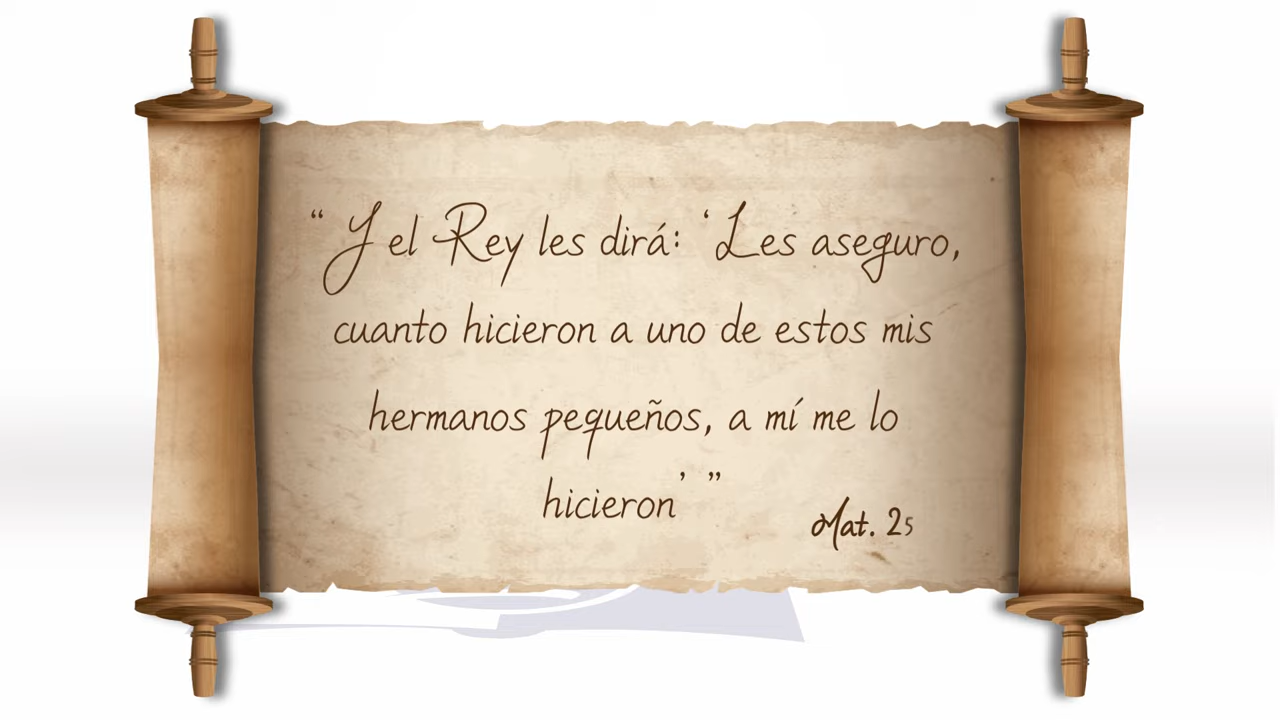 “Y el Rey les dirá: ‘Les aseguro,
cuanto hicieron a uno de estos mis
hermanos pequeños, a mí me lo
hicieron’ ”
Mat. 25